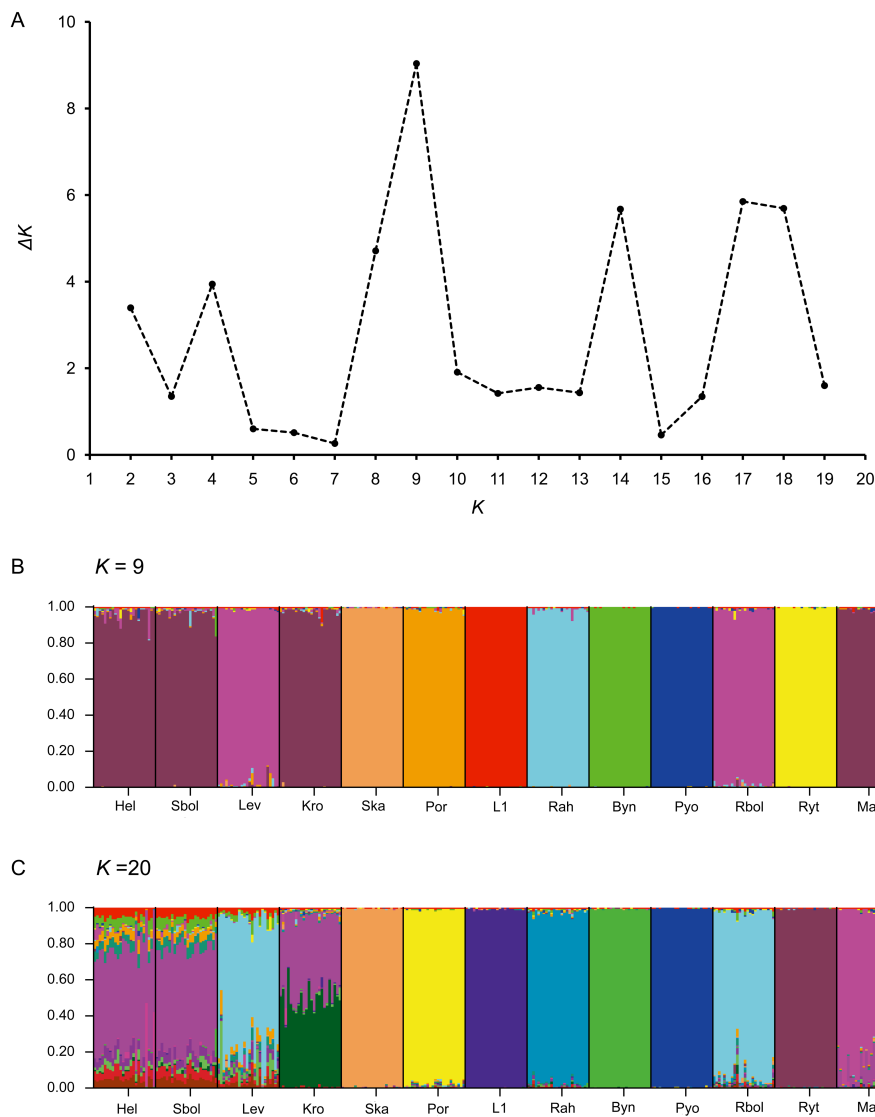 A
10
8
6
4
2
0
ΔK
1 2 3 4 5 6 7 8 9 10 11 12 13 14 15 16 17 18 19 20
K
B K = 9
1.00
0.80
0.60
0.40
0.20
0.00
Hel Sbol Lev Kro Ska Por L1 Rah Byn Pyo Rbol Ryt Ma
C K =20
1.00
0.80
0.60
0.40
0.20
0.00
Hel Sbol Lev Kro Ska Por L1 Rah Byn Pyo Rbol Ryt Ma